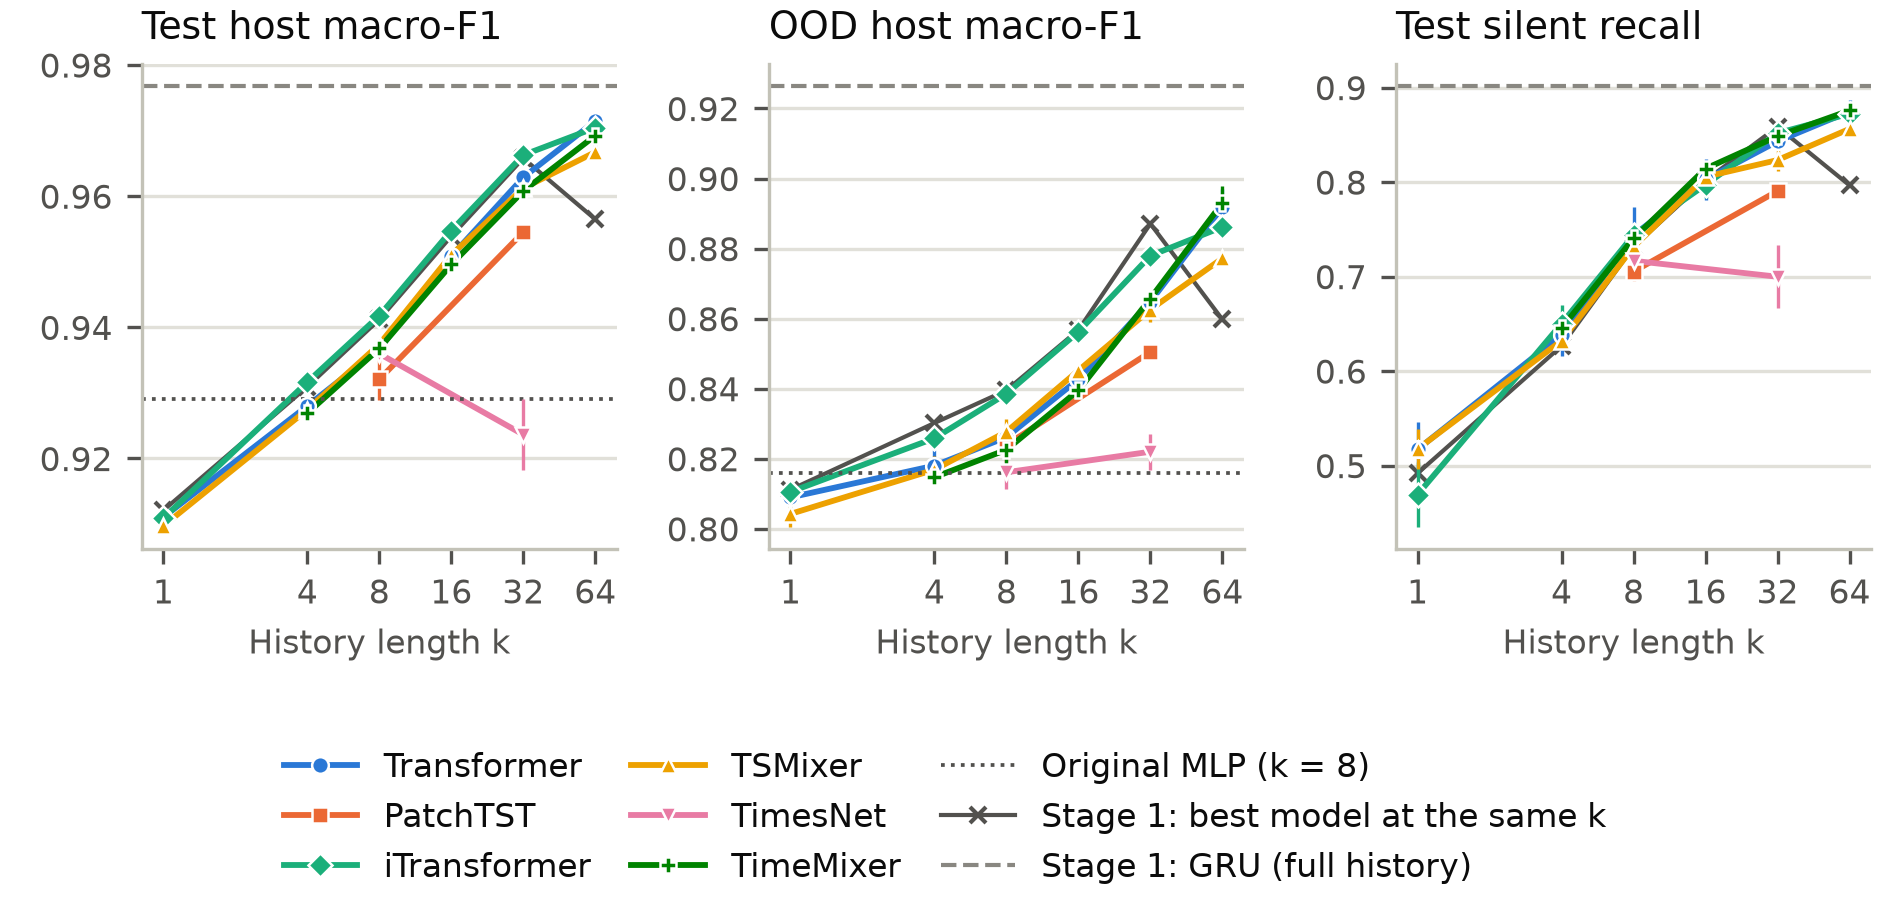 Test host macro-F1
0.98
0.96
0.94
0.92
1 4 8 16 32 64
History length k
OOD host macro-F1
0.92
0.90
0.88
0.86
0.84
0.82
0.80
1 4 8 16 32 64
History length k
Test silent recall
0.9
0.8
0.7
0.6
0.5
1 4 8 16 32 64
History length k
Transformer
PatchTST
iTransformer
TSMixer
TimesNet
TimeMixer
Original MLP (k = 8)
Stage 1: best model at the same k
Stage 1: GRU (full history)